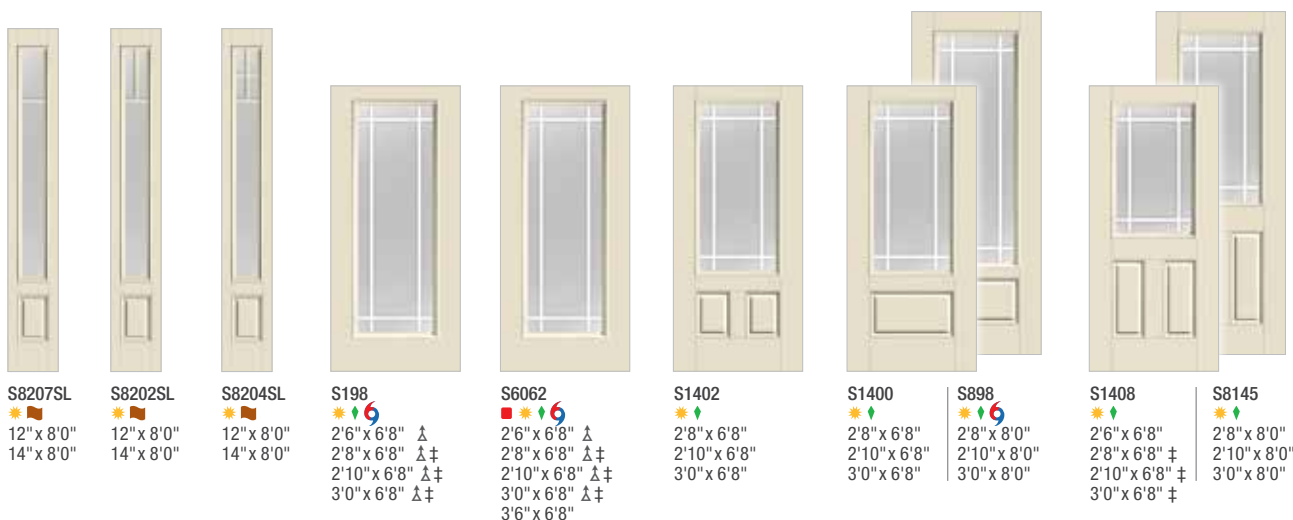 S8207SL
12" x 8'0"
14" x 8'0"
S8202SL
12" x 8'0"
14" x 8'0"
S8204SL
12" x 8'0"
14" x 8'0"
S198
2'6" x 6'8"
2'8" x 6'8" ‡
2'10" x 6'8" ‡
3'0" x 6'8" ‡
S6062
2'6" x 6'8"
2'8" x 6'8" ‡
2'10" x 6'8" ‡
3'0" x 6'8" ‡
3'6" x 6'8"
S1402
2'8" x 6'8"
2'10" x 6'8"
3'0" x 6'8"
S1400
2'8" x 6'8"
2'10" x 6'8"
3'0" x 6'8"
S898
2'8" x 8'0"
2'10" x 8'0"
3'0" x 8'0"
S1408
2'6" x 6'8"
2'8" x 6'8" ‡
2'10" x 6'8" ‡
3'0" x 6'8" ‡
S8145
2'8" x 8'0"
2'10" x 8'0"
3'0" x 8'0"